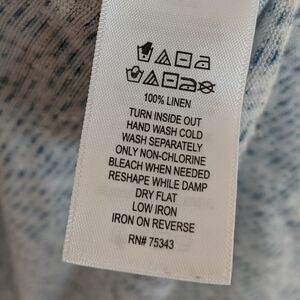 100% LINEN
TURN INSIDE OUT
HAND WASH COLD
WASH SEPARATELY
ONLY NON-CHLORINE
BLEACH WHEN NEEDED
RESHAPE WHILE DAMP
DRY FLAT
LOW IRON
IRON ON REVERSE
RN# 75343